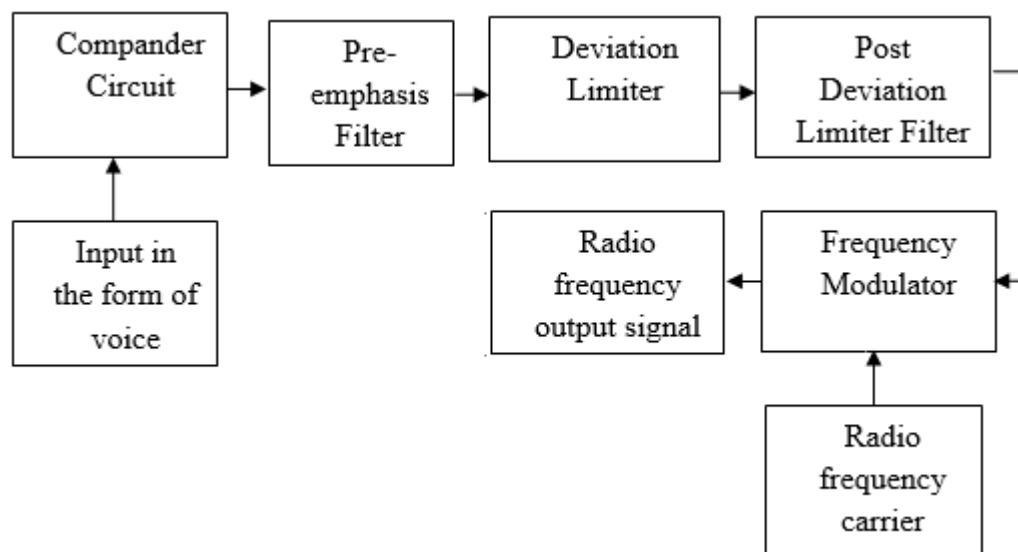 Compander
Circuit
Pre-
emphasis
Filter
Deviation
Limiter
Post
Deviation
Limiter Filter
Input in
the form of
voice
Radio
frequency
output signal
Frequency
Modulator
Radio
frequency
carrier